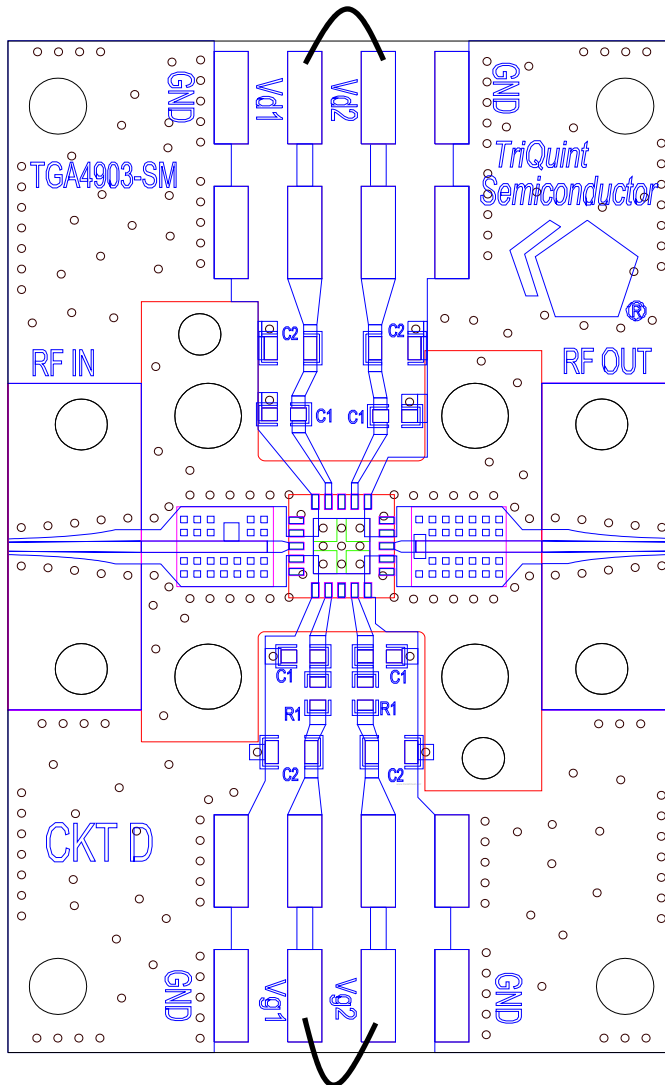 GND
Vd1
Vd2
GND
TGA4903-SM
TriQuint
Semiconductor
®
RF IN
RF OUT
C2
C2
C1
C1
C1
C1
R1
R1
C2
C2
CKT D
GND
Vg1
Vg2
GND